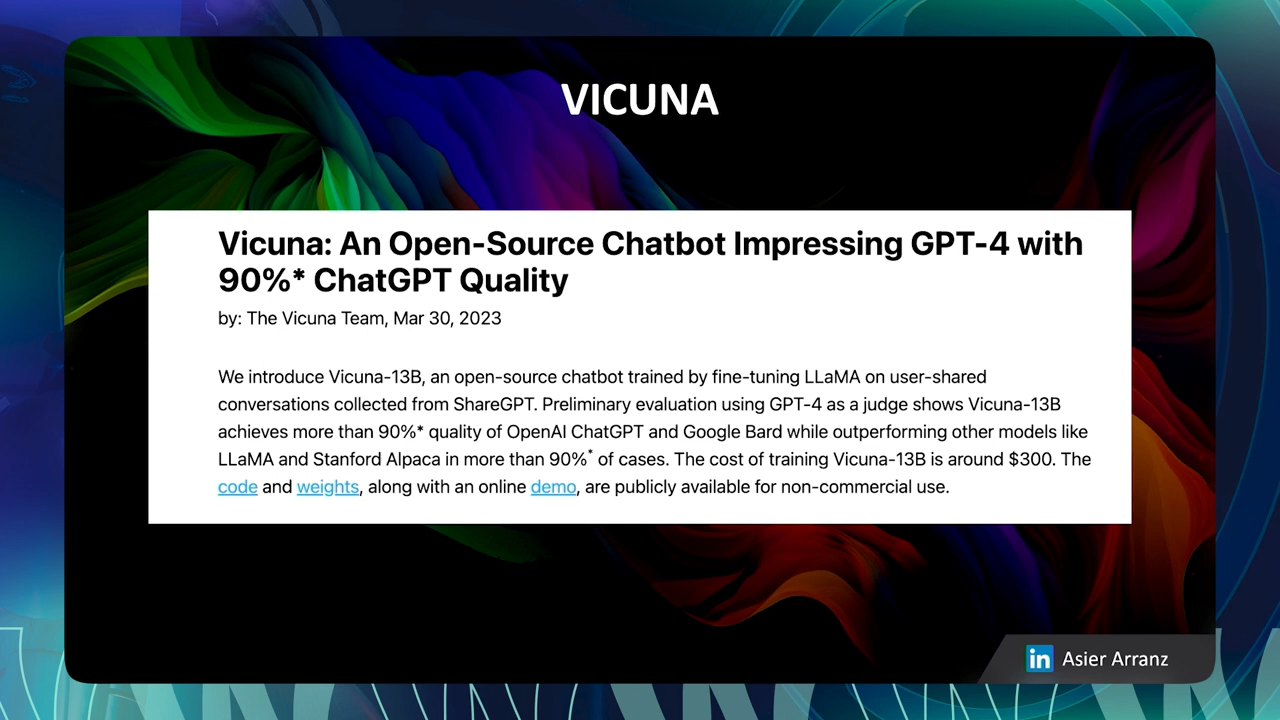 VICUNA
Vicuna: An Open-Source Chatbot Impressing GPT-4 with
90%* ChatGPT Quality
by: The Vicuna Team, Mar 30, 2023
We introduce Vicuna-13B, an open-source chatbot trained by fine-tuning LLaMA on user-shared
conversations collected from ShareGPT. Preliminary evaluation using GPT-4 as a judge shows Vicuna-13B
achieves more than 90%* quality of OpenAI ChatGPT and Google Bard while outperforming other models like
LLaMA and Stanford Alpaca in more than 90%* of cases. The cost of training Vicuna-13B is around $300. The
code and weights, along with an online demo, are publicly available for non-commercial use.
in Asier Arranz